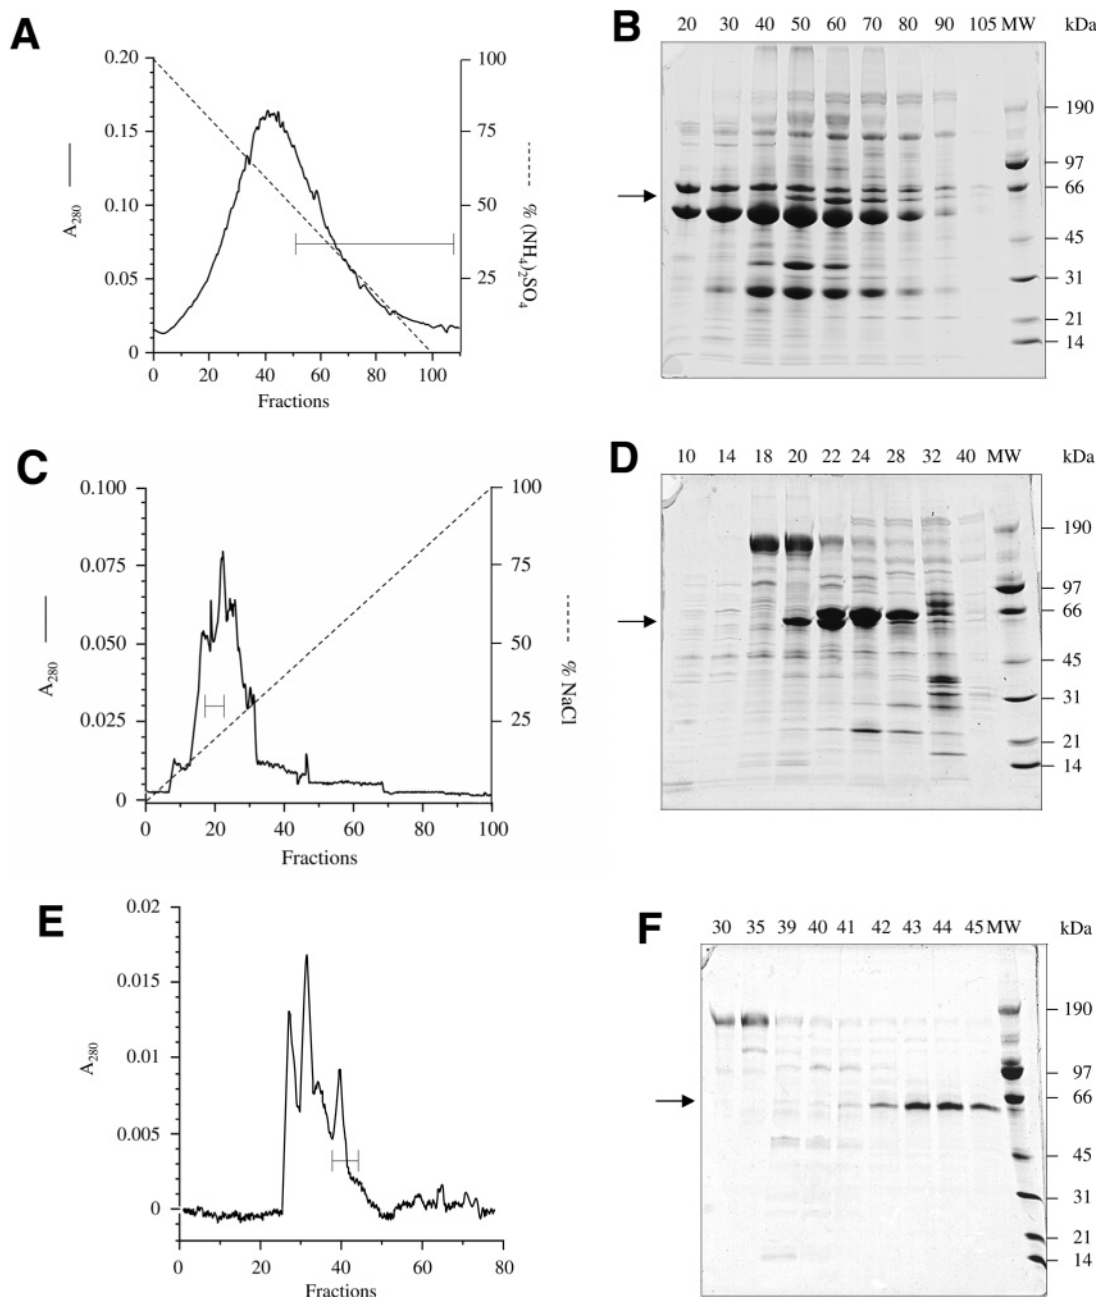 A
0.20
0.15
0.10
0.05
0
A280
100
75
50
25
% (NH4)2SO4
0 20 40 60 80 100
Fractions
B
20 30 40 50 60 70 80 90 105 MW kDa
190
97
66
45
31
21
14
C
0.100
0.075
0.050
0.025
0
A280
100
75
50
25
% NaCl
0 20 40 60 80 100
Fractions
D
10 14 18 20 22 24 28 32 40 MW kDa
190
97
66
45
31
21
14
E
0.02
0.015
0.01
0.005
0
A280
0 20 40 60 80
Fractions
F
30 35 39 40 41 42 43 44 45 MW kDa
190
97
66
45
31
21
14